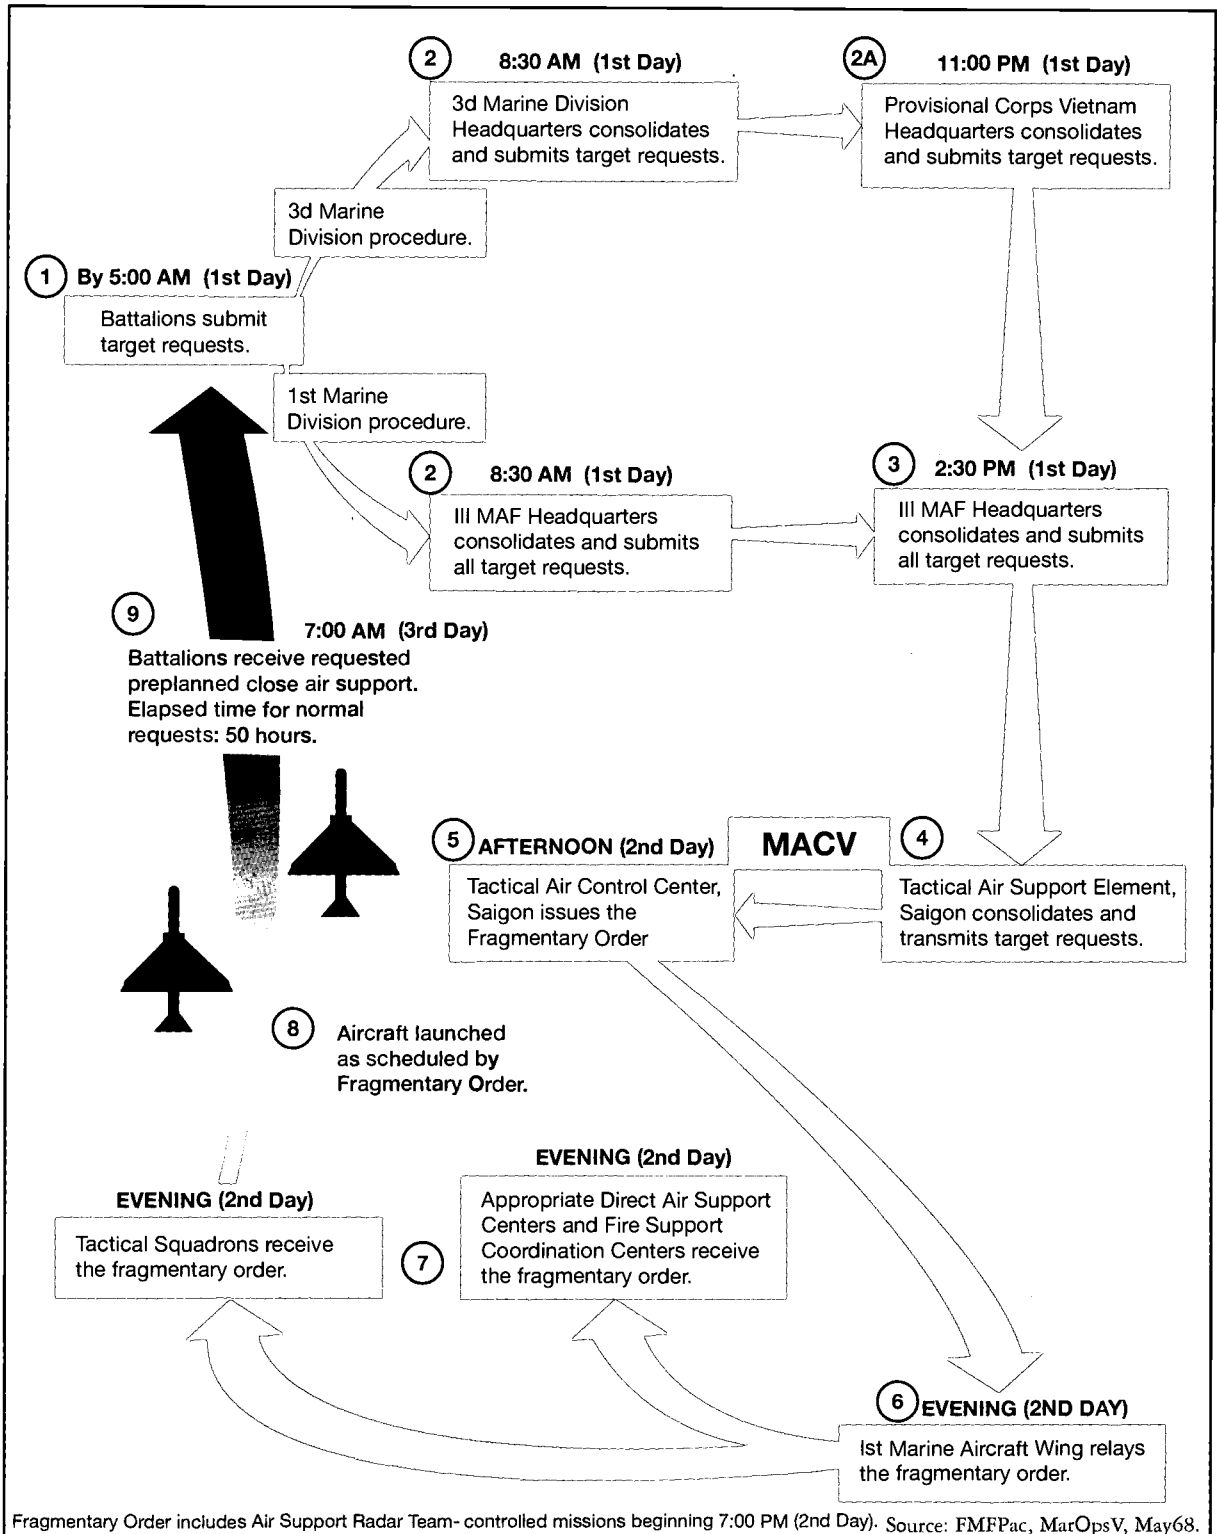 2
8:30 AM (1st Day)
3d Marine Division
Headquarters consolidates
and submits target requests.
2A
11:00 PM (1st Day)
Provisional Corps Vietnam
Headquarters consolidates
and submits target requests.
3d Marine
Division procedure.
1
By 5:00 AM (1st Day)
Battalions submit
target requests.
1st Marine
Division procedure.
2
8:30 AM (1st Day)
III MAF Headquarters
consolidates and submits
all target requests.
3
2:30 PM (1st Day)
III MAF Headquarters
consolidates and submits
all target requests.
9
7:00 AM (3rd Day)
Battalions receive requested
preplanned close air support.
Elapsed time for normal
requests: 50 hours.
MACV
4
Tactical Air Support Element,
Saigon consolidates and
transmits target requests.
5
AFTERNOON (2nd Day)
Tactical Air Control Center,
Saigon issues the
Fragmentary Order
8
Aircraft launched
as scheduled by
Fragmentary Order.
EVENING (2nd Day)
Tactical Squadrons receive
the fragmentary order.
7
EVENING (2nd Day)
Appropriate Direct Air Support
Centers and Fire Support
Coordination Centers receive
the fragmentary order.
6
EVENING (2ND DAY)
Ist Marine Aircraft Wing relays
the fragmentary order.
Fragmentary Order includes Air Support Radar Team- controlled missions beginning 7:00 PM (2nd Day). Source: FMFPac, MarOpsV, May68.